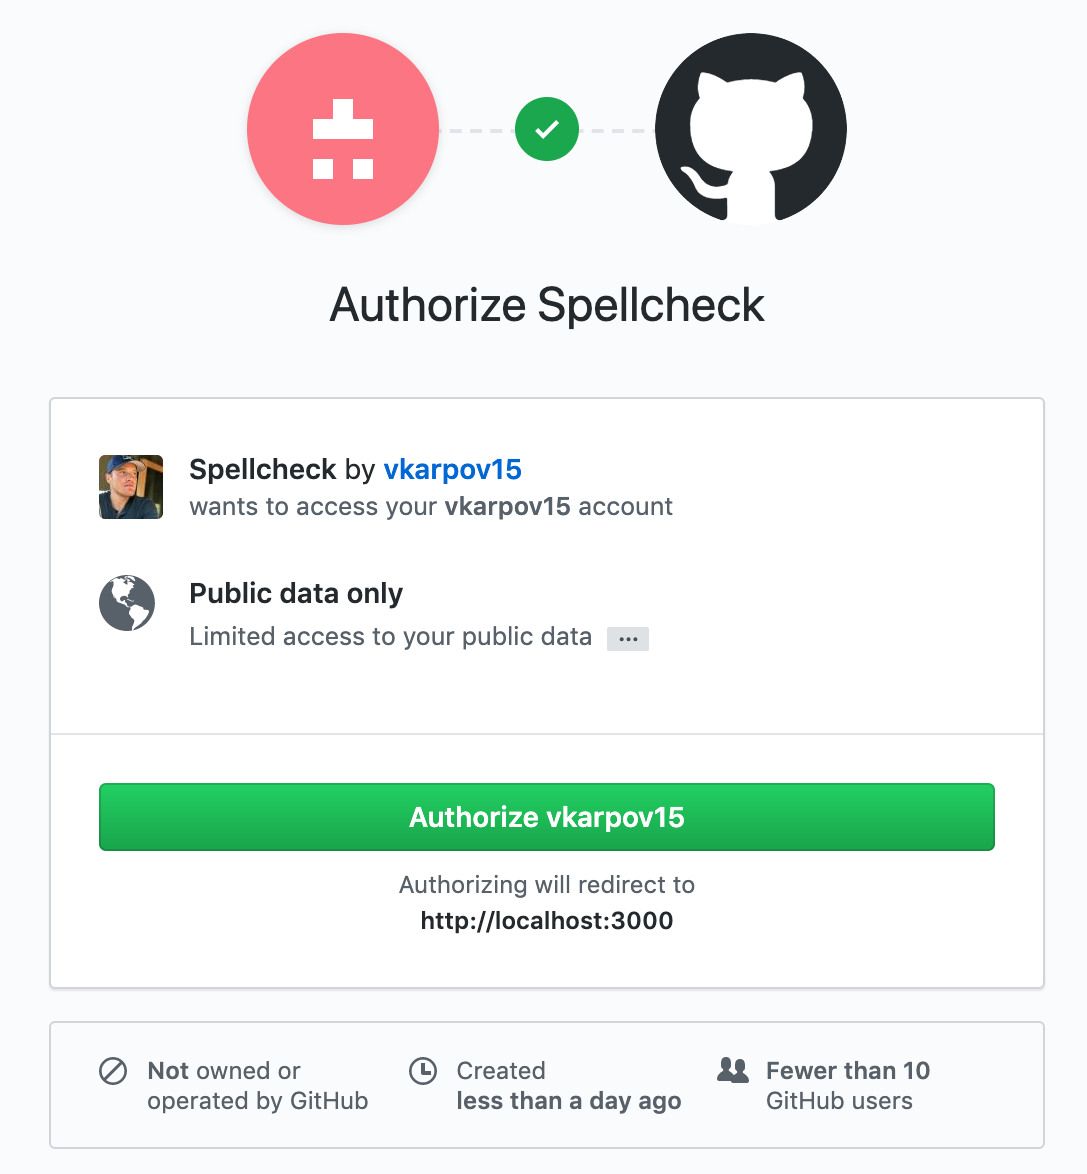 Authorize Spellcheck
Spellcheck by vkarpov15
wants to access your vkarpov15 account
Public data only
Limited access to your public data ...
Authorize vkarpov15
Authorizing will redirect to
http://localhost:3000
Not owned or
operated by GitHub
Created
less than a day ago
Fewer than 10
GitHub users